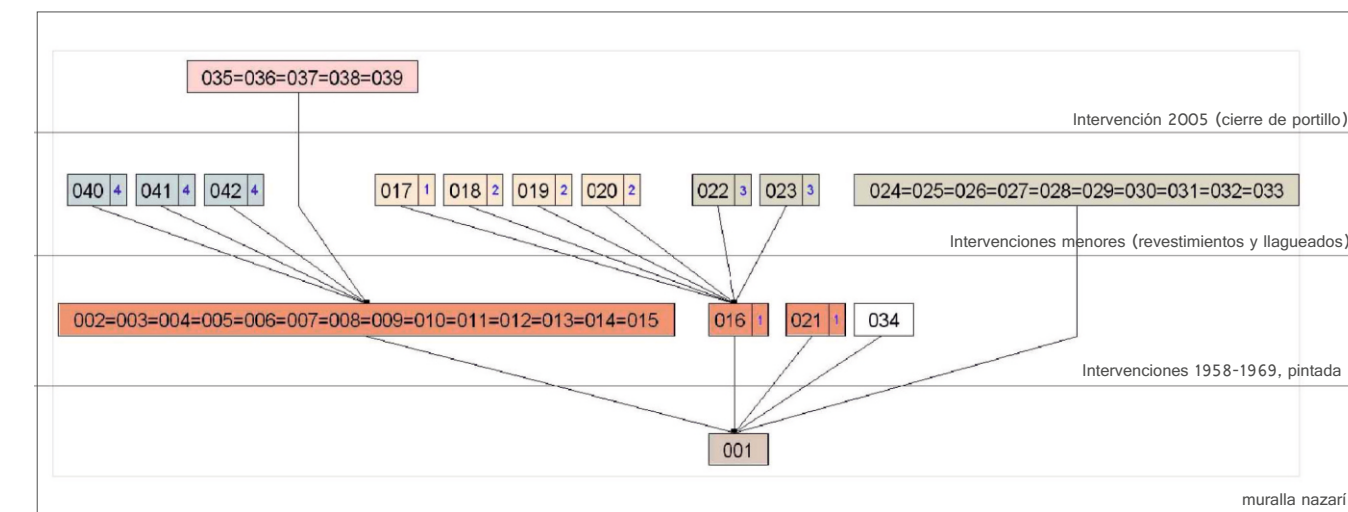 035=036=037=038=039
Intervención 2005 (cierre de portillo)
040 4 041 4 042 4 017 1 018 2 019 2 020 2 022 3 023 3 024=025=026=027=028=029=030=031=032=033
Intervenciones menores (revestimientos y llagueados)
002=003=004=005=006=007=008=009=010=011=012=013=014=015 016 1 021 1 034
Intervenciones 1958-1969, pintada
001
muralla nazarí